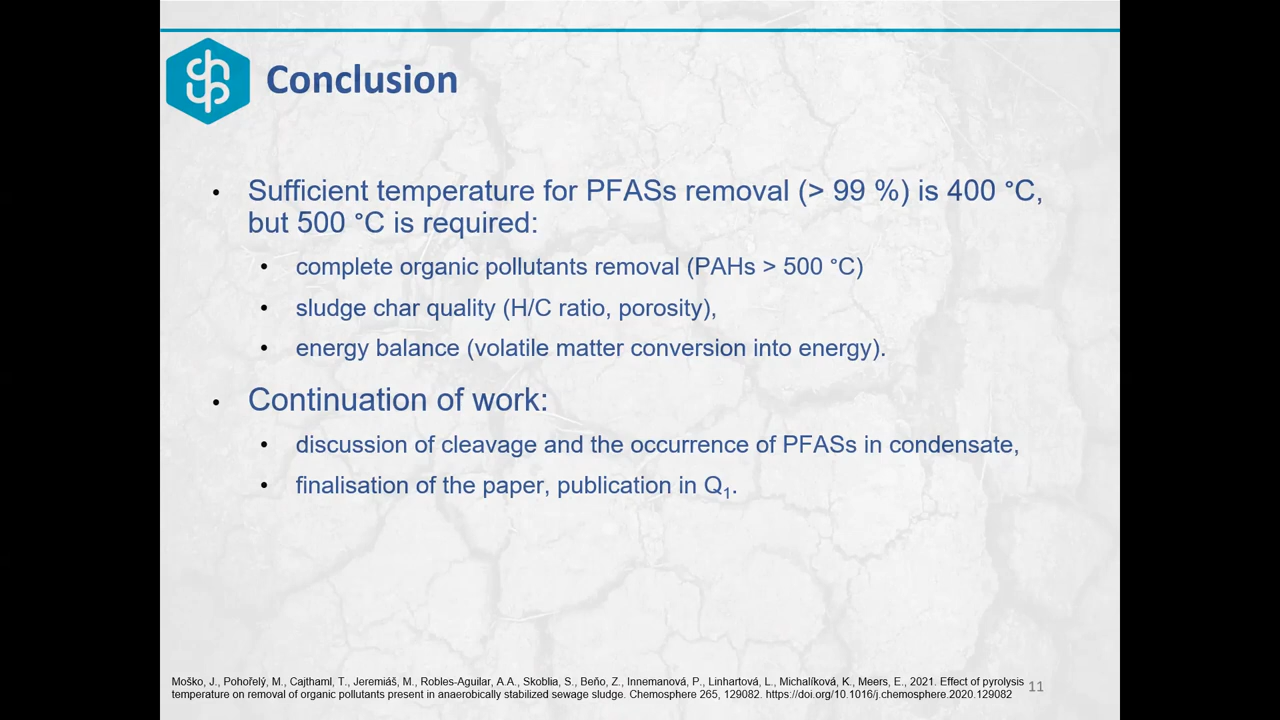 Conclusion
• Sufficient temperature for PFASs removal (> 99 %) is 400 °C,
but 500 °C is required:
• complete organic pollutants removal (PAHs > 500 °C)
• sludge char quality (H/C ratio, porosity),
• energy balance (volatile matter conversion into energy).
• Continuation of work:
• discussion of cleavage and the occurrence of PFASs in condensate,
• finalisation of the paper, publication in Q₁.
Moško, J., Pohořelý, M., Cajthaml, T., Jeremiáš, M., Robles-Aguilar, A.A., Skoblia, S., Beňo, Z., Innemanová, P., Linhartová, L., Michalíková, K., Meers, E., 2021. Effect of pyrolysis
temperature on removal of organic pollutants present in anaerobically stabilized sewage sludge. Chemosphere 265, 129082. https://doi.org/10.1016/j.chemosphere.2020.129082
11